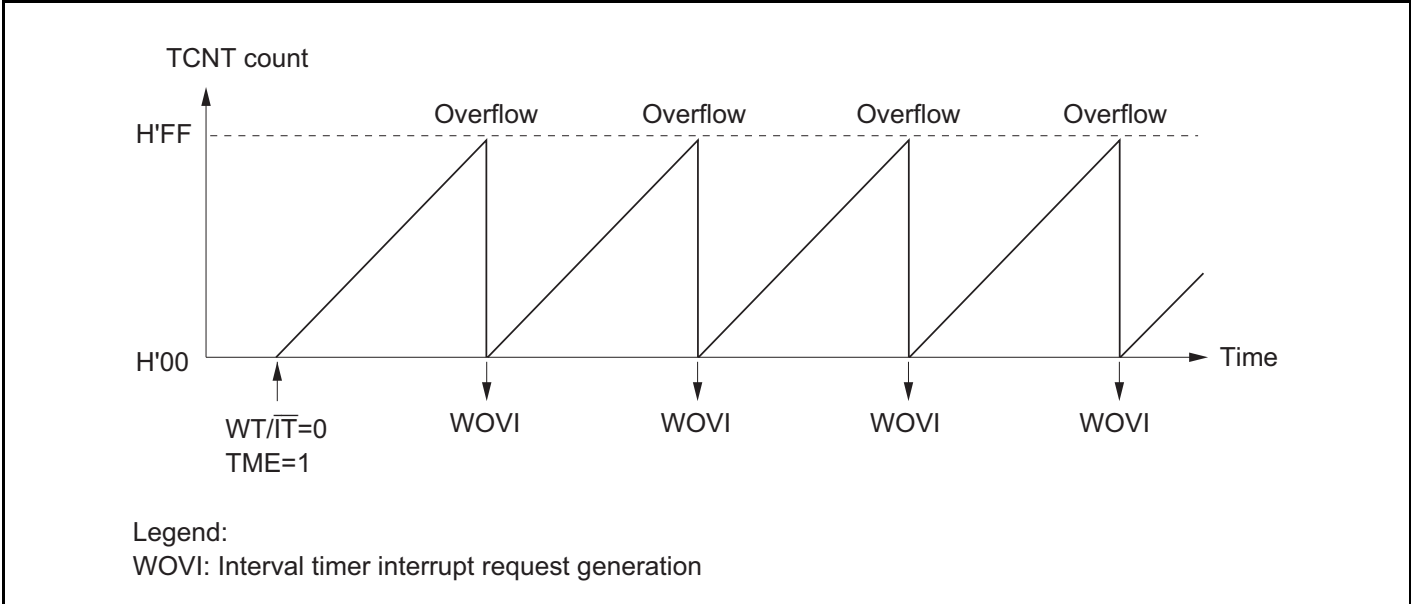 TCNT count
Overflow Overflow Overflow Overflow
H'FF
H'00
Time
WT/I̅T̅=0
TME=1
WOVI WOVI WOVI WOVI
Legend:
WOVI: Interval timer interrupt request generation